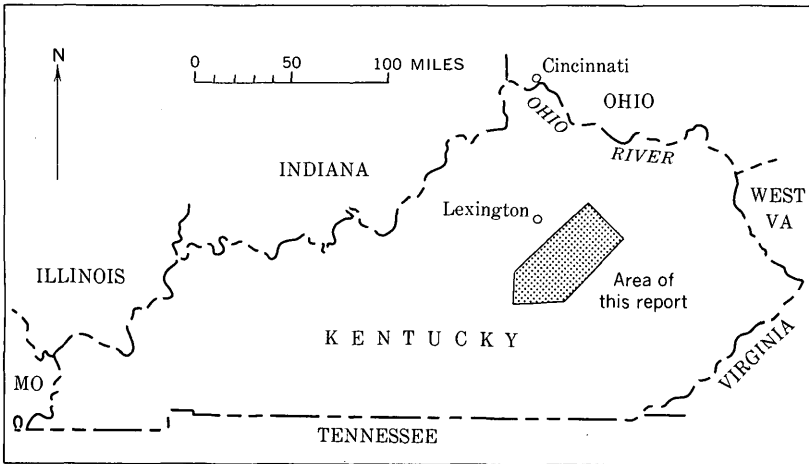 N
0 50 100 MILES
Cincinnati
OHIO
OHIO
RIVER
INDIANA
WEST
VA
Lexington
ILLINOIS
Area of
this report
KENTUCKY
VIRGINIA
MO
TENNESSEE